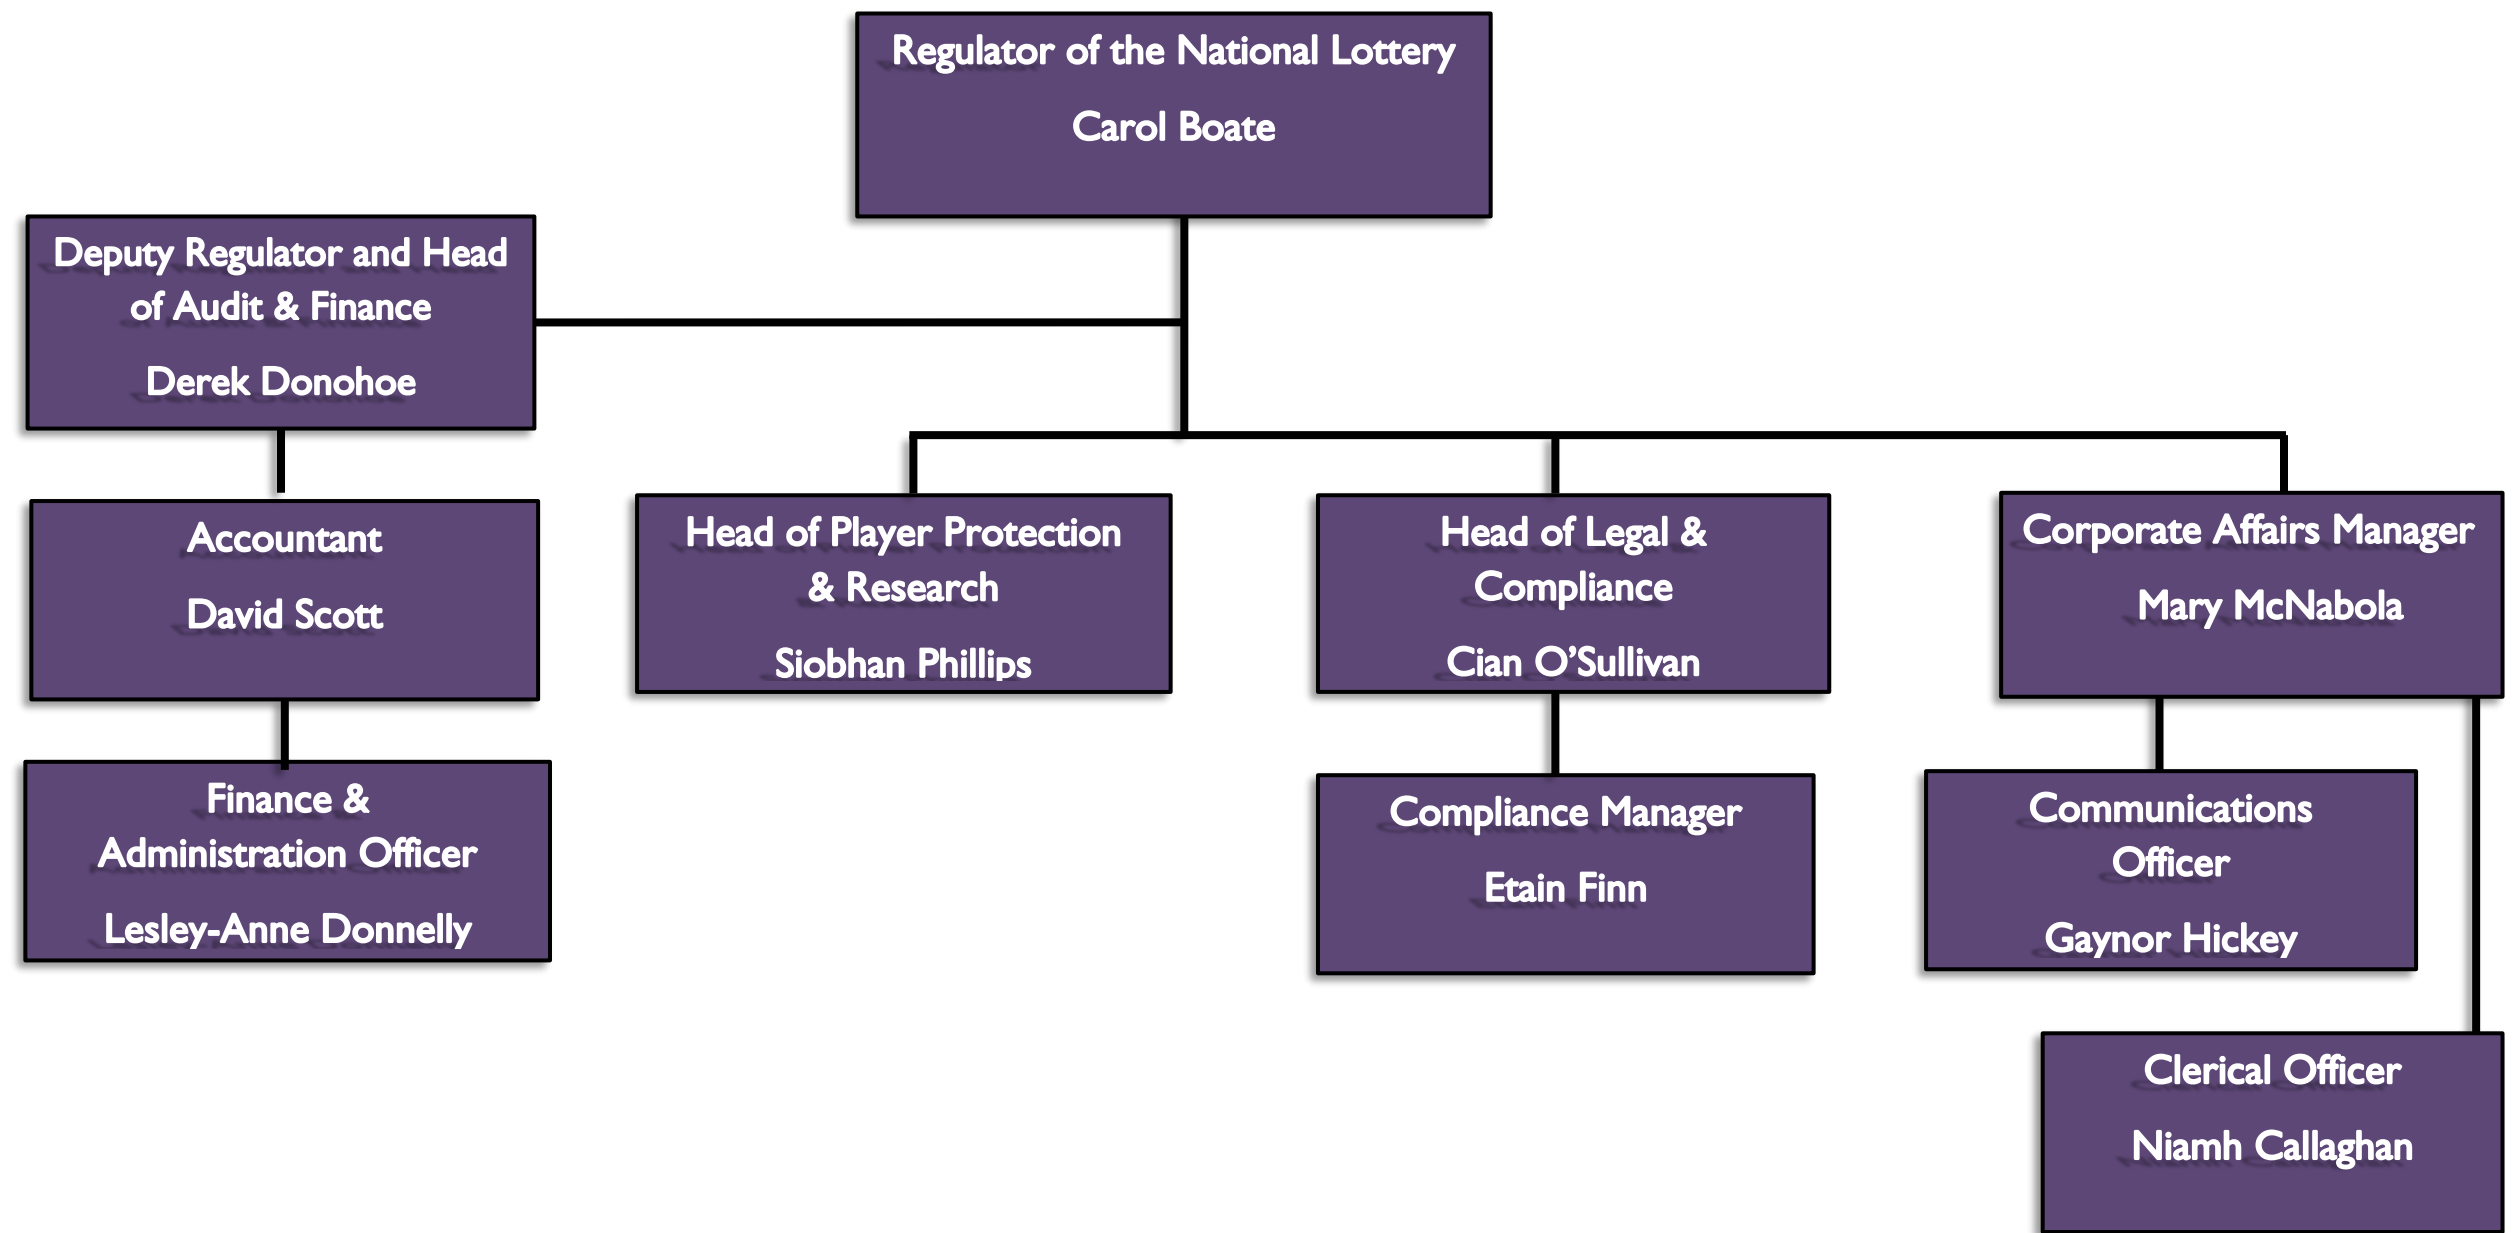 Regulator of the National Lottery
Carol Boate
Deputy Regulator and Head
of Audit & Finance
Derek Donohoe
Accountant
David Scott
Finance &
Administration Officer
Lesley-Anne Donnelly
Head of Player Protection
& Research
Siobhan Phillips
Head of Legal &
Compliance
Cian O’Sullivan
Compliance Manager
Etain Finn
Corporate Affairs Manager
Mary McNabola
Communications
Officer
Gaynor Hickey
Clerical Officer
Niamh Callaghan